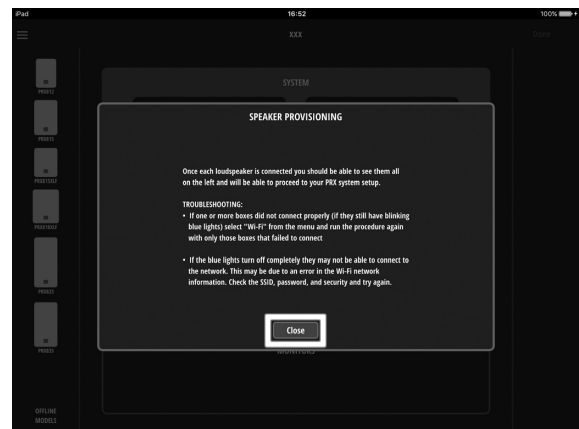 iPad
16:52
100%
XXX
Done
SYSTEM
PRX812
PRX815
PRX815XLF
PRX818XLF
PRX825
PRX835
OFFLINE
MODELS
SPEAKER PROVISIONING
Once each loudspeaker is connected you should be able to see them all
on the left and will be able to proceed to your PRX system setup.
TROUBLESHOOTING:
• If one or more boxes did not connect properly (if they still have blinking
blue lights) select "Wi-Fi" from the menu and run the procedure again
with only those boxes that failed to connect
• If the blue lights turn off completely they may not be able to connect to
the network. This may be due to an error in the Wi-Fi network
information. Check the SSID, password, and security and try again.
Close
MONITORS